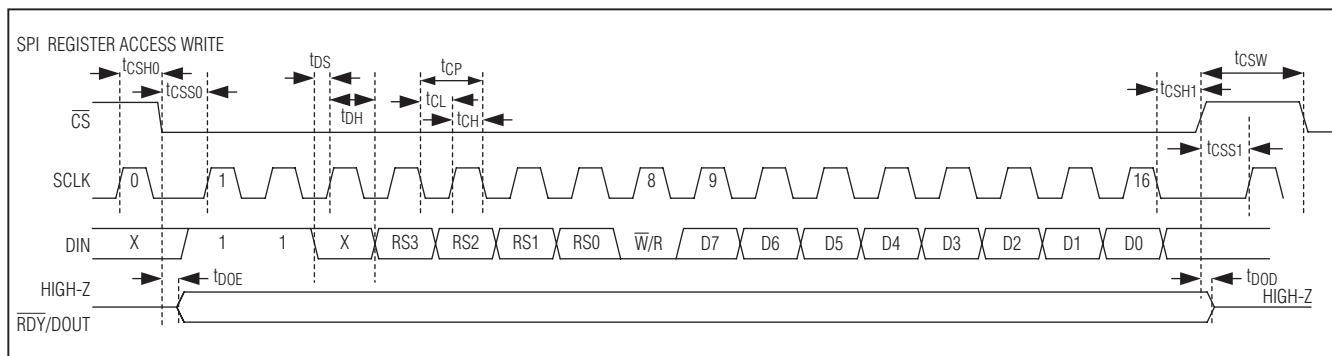 SPI REGISTER ACCESS WRITE
tCSH0
tCSS0
tDS
tDH
tCP
tCL
tCH
tCSH1
tCSW
tCSS1
CS
SCLK
0
1
8
9
16
DIN
X
1
1
X
RS3
RS2
RS1
RS0
W/R
D7
D6
D5
D4
D3
D2
D1
D0
tDOE
tDOD
HIGH-Z
HIGH-Z
RDY/DOUT